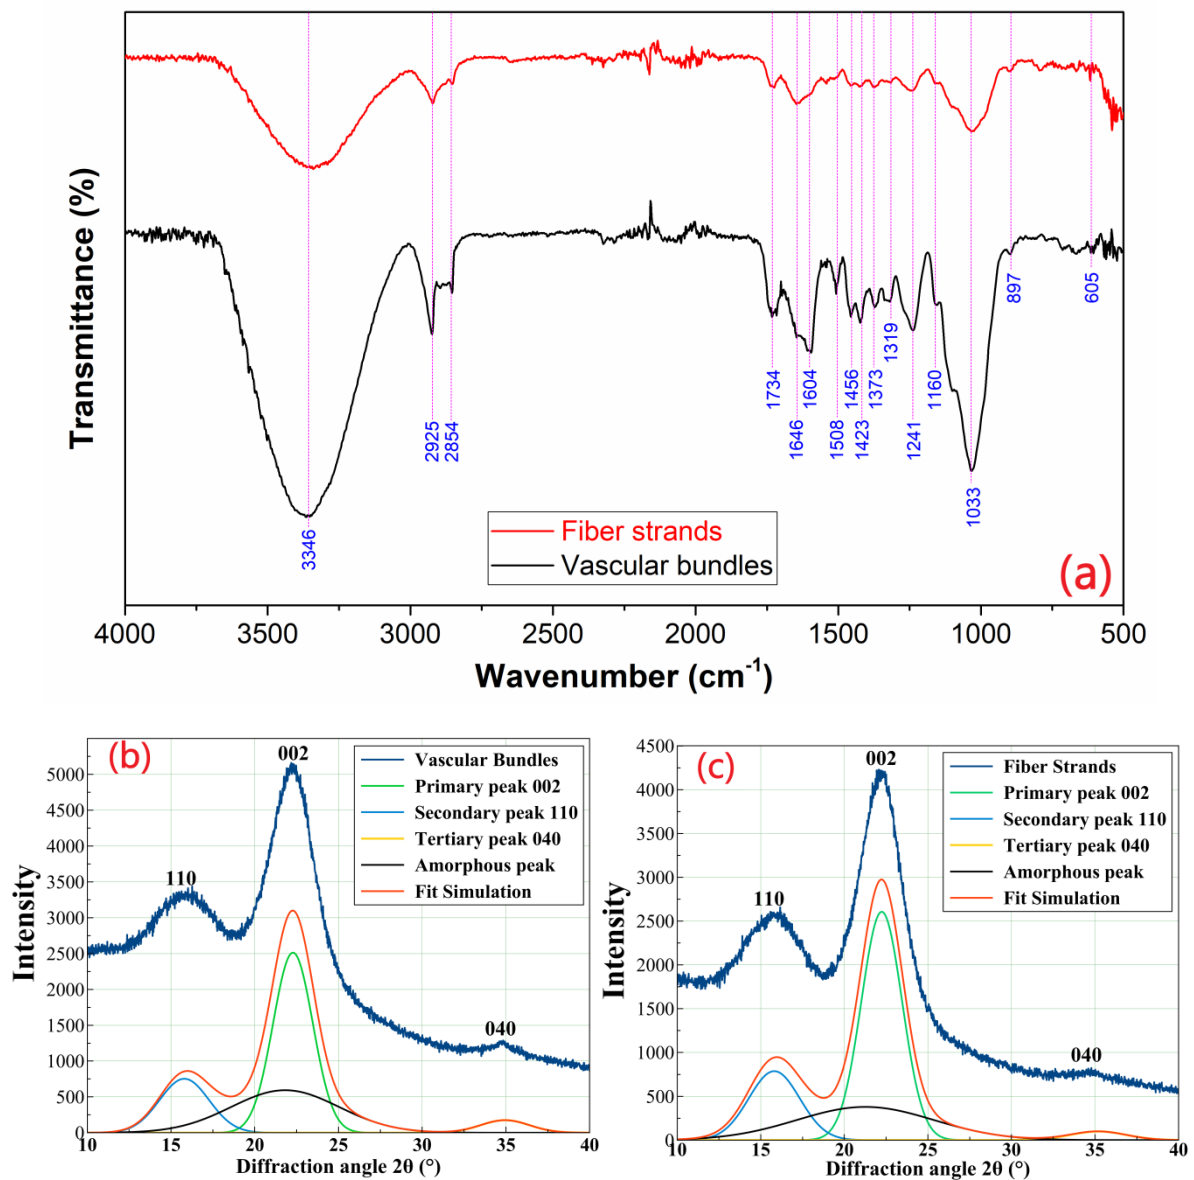 Transmittance (%)
3346
2925
2854
1734
1646
1604
1508
1456
1423
1373
1319
1241
1160
1033
897
605
Fiber strands
Vascular bundles
(a)
4000 3500 3000 2500 2000 1500 1000 500
Wavenumber (cm⁻¹)
(b)
Intensity
5000
4500
4000
3500
3000
2500
2000
1500
1000
500
0
110
002
040
Vascular Bundles
Primary peak 002
Secondary peak 110
Tertiary peak 040
Amorphous peak
Fit Simulation
10 15 20 25 30 35 40
Diffraction angle 2θ (°)
(c)
Intensity
4500
4000
3500
3000
2500
2000
1500
1000
500
0
110
002
040
Fiber Strands
Primary peak 002
Secondary peak 110
Tertiary peak 040
Amorphous peak
Fit Simulation
10 15 20 25 30 35 40
Diffraction angle 2θ (°)